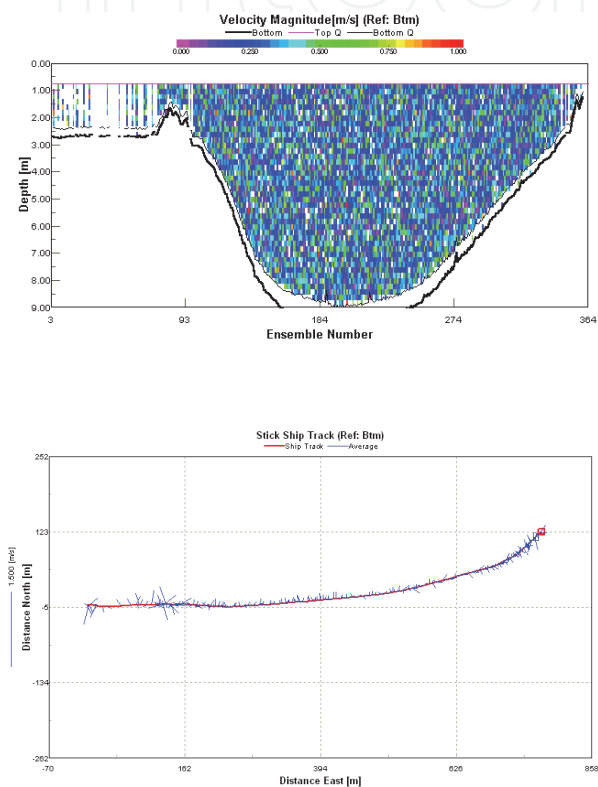 Velocity Magnitude[m/s] (Ref: Btm)
Bottom Top Q Bottom Q
0.000 0.250 0.500 0.750 1.000
0.00
1.00
2.00
3.00
4.00
5.00
6.00
7.00
8.00
9.00
Depth [m]
3 93 184 274 364
Ensemble Number
Stick Ship Track (Ref: Btm)
Ship Track Average
252
123
-5
-134
-262
1.500 [m/s]
Distance North [m]
-70 162 394 626 858
Distance East [m]